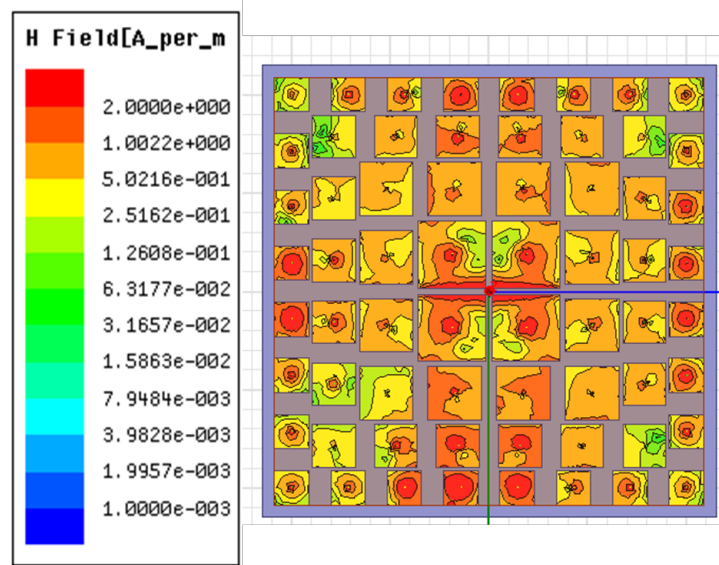 H Field[A_per_m
2.0000e+000
1.0022e+000
5.0216e-001
2.5162e-001
1.2608e-001
6.3177e-002
3.1657e-002
1.5863e-002
7.9484e-003
3.9828e-003
1.9957e-003
1.0000e-003